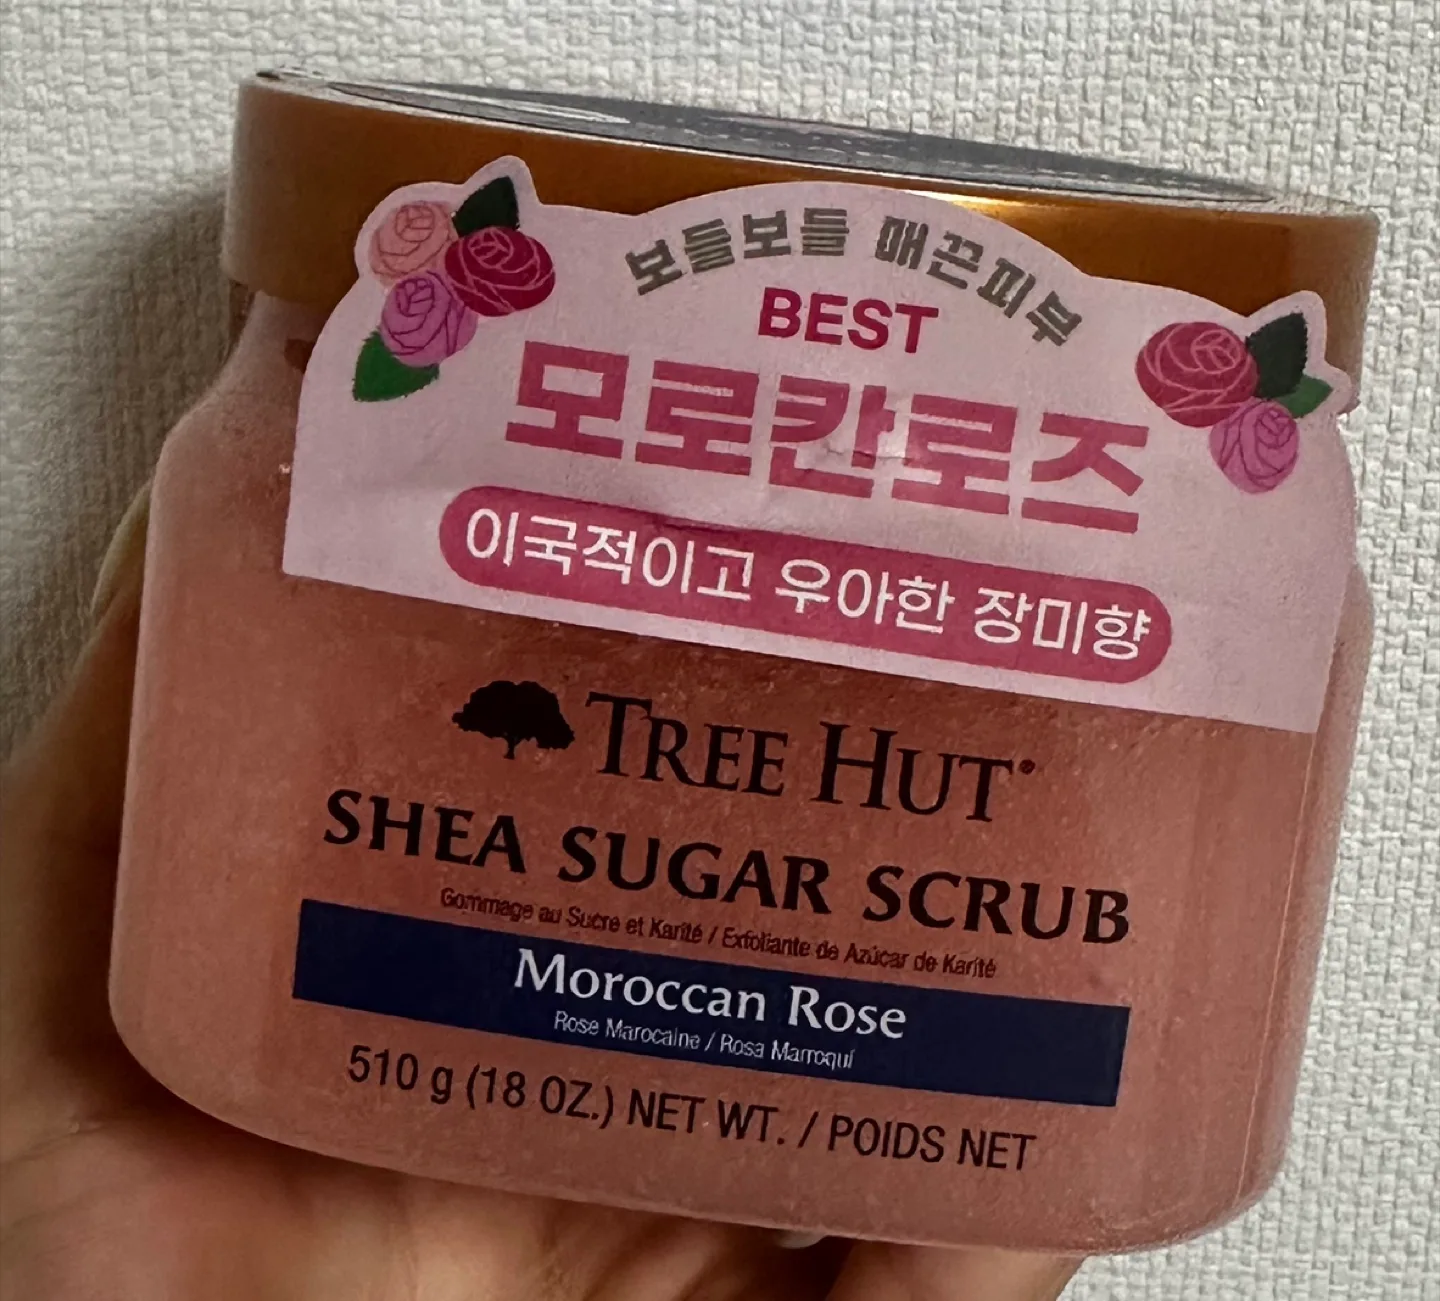 보들보들 매끈피부
BEST
모로칸로즈
이국적이고 우아한 장미향
TREE HUT®
SHEA SUGAR SCRUB
Gommage au Sucre et Karité / Exfoliante de Azúcar de Karité
Moroccan Rose
Rose Marocaine / Rosa Marroquí
510 g (18 OZ.) NET WT. / POIDS NET